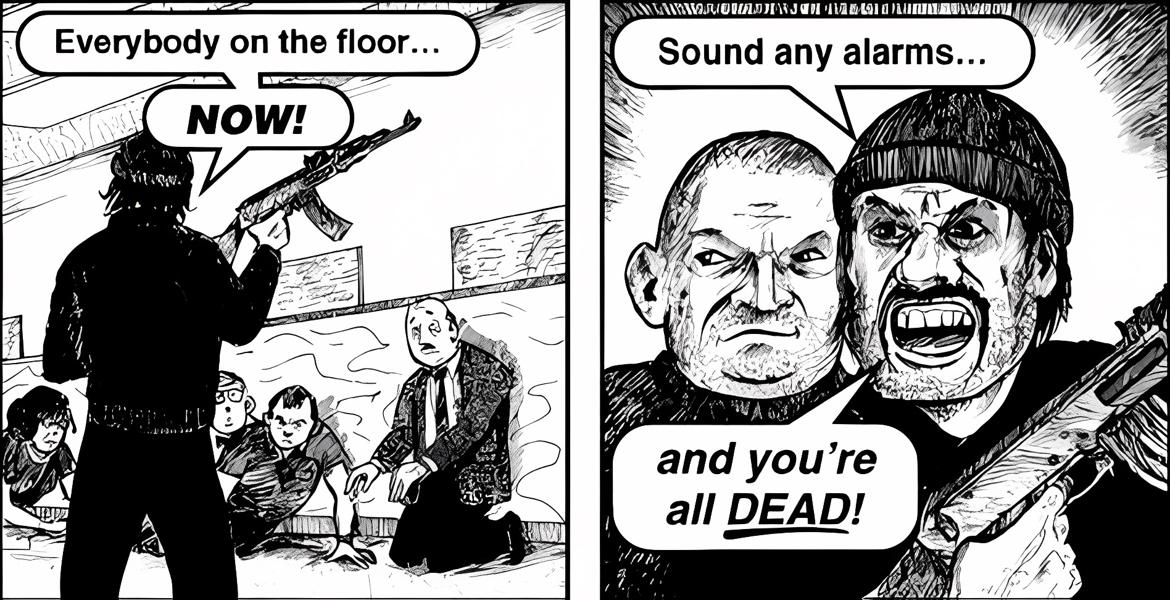 Everybody on the floor...
NOW!
Sound any alarms...
and you're
all DEAD!